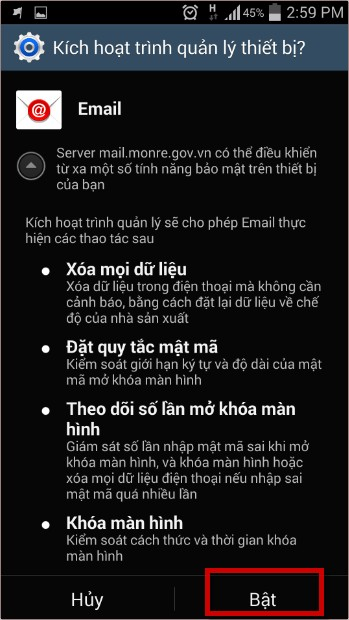 H
45% 2:59 PM
Kích hoạt trình quản lý thiết bị?
@ Email
Server mail.monre.gov.vn có thể điều khiển
từ xa một số tính năng bảo mật trên thiết bị
của bạn
Kích hoạt trình quản lý sẽ cho phép Email thực
hiện các thao tác sau
• Xóa mọi dữ liệu
Xóa dữ liệu trong điện thoại mà không cần
cảnh báo, bằng cách đặt lại dữ liệu về chế
độ của nhà sản xuất
• Đặt quy tắc mật mã
Kiểm soát giới hạn ký tự và độ dài của mật
mã mở khóa màn hình
• Theo dõi số lần mở khóa màn
hình
Giám sát số lần nhập mật mã sai khi mở
khóa màn hình, và khóa màn hình hoặc
xóa mọi dữ liệu điện thoại nếu nhập sai
mật mã quá nhiều lần
• Khóa màn hình
Kiểm soát cách thức và thời gian khóa
màn hình
Hủy Bật